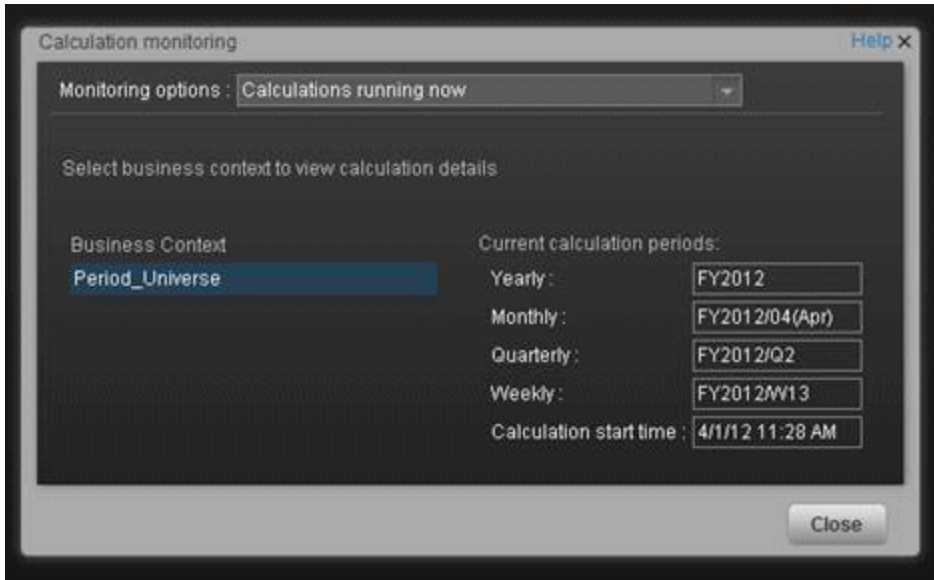 Calculation monitoring Help ×
Monitoring options : Calculations running now
Select business context to view calculation details
Business Context Current calculation periods:
Period_Universe Yearly : FY2012
Monthly : FY2012/04(Apr)
Quarterly : FY2012/Q2
Weekly : FY2012/W13
Calculation start time : 4/1/12 11:28 AM
Close